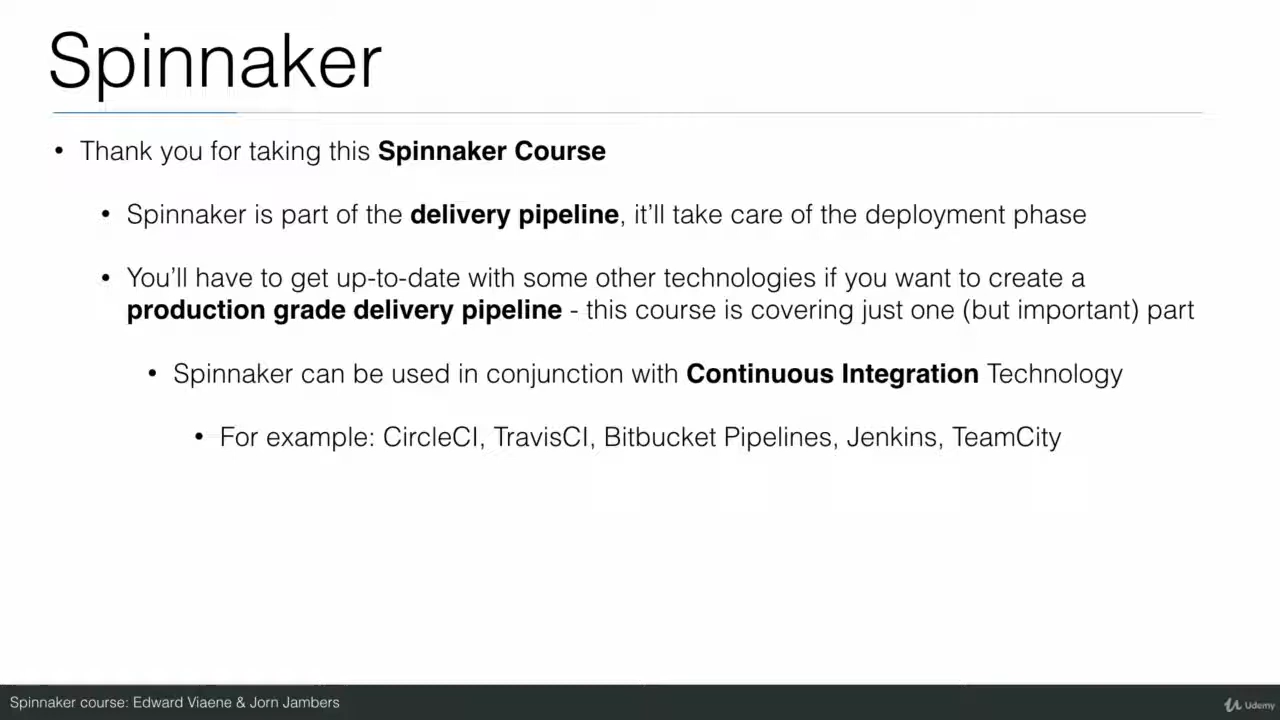 Spinnaker
• Thank you for taking this Spinnaker Course
• Spinnaker is part of the delivery pipeline, it’ll take care of the deployment phase
• You’ll have to get up-to-date with some other technologies if you want to create a
production grade delivery pipeline - this course is covering just one (but important) part
• Spinnaker can be used in conjunction with Continuous Integration Technology
• For example: CircleCI, TravisCI, Bitbucket Pipelines, Jenkins, TeamCity
Spinnaker course: Edward Viaene & Jorn Jambers
Udemy